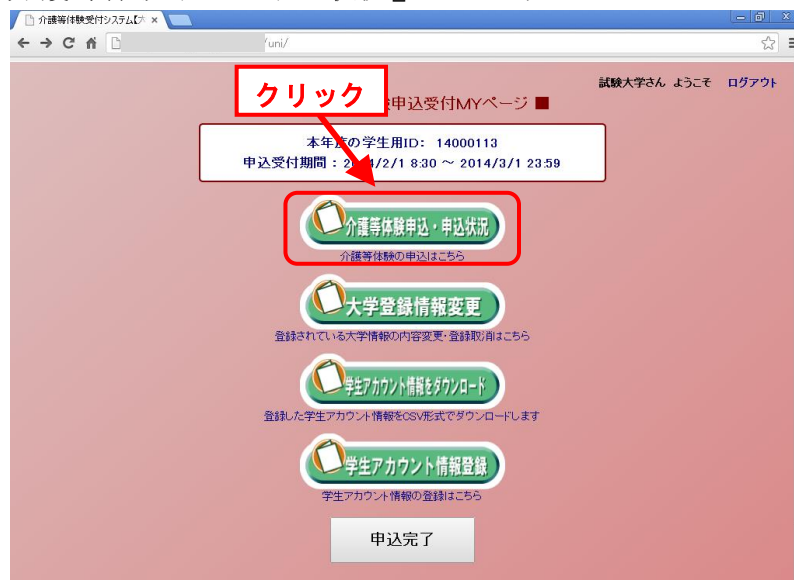 介護等体験受付システム【大
/uni/
試験大学さん ようこそ ログアウト
クリック
申込受付MYページ ■
本年度の学生用ID： 14000113
申込受付期間：2014/2/1 8:30 ～ 2014/3/1 23:59
介護等体験申込・申込状況
介護等体験の申込はこちら
大学登録情報変更
登録されている大学情報の内容変更・登録取消はこちら
学生アカウント情報をダウンロード
登録した学生アカウント情報をCSV形式でダウンロードします
学生アカウント情報登録
学生アカウント情報の登録はこちら
申込完了